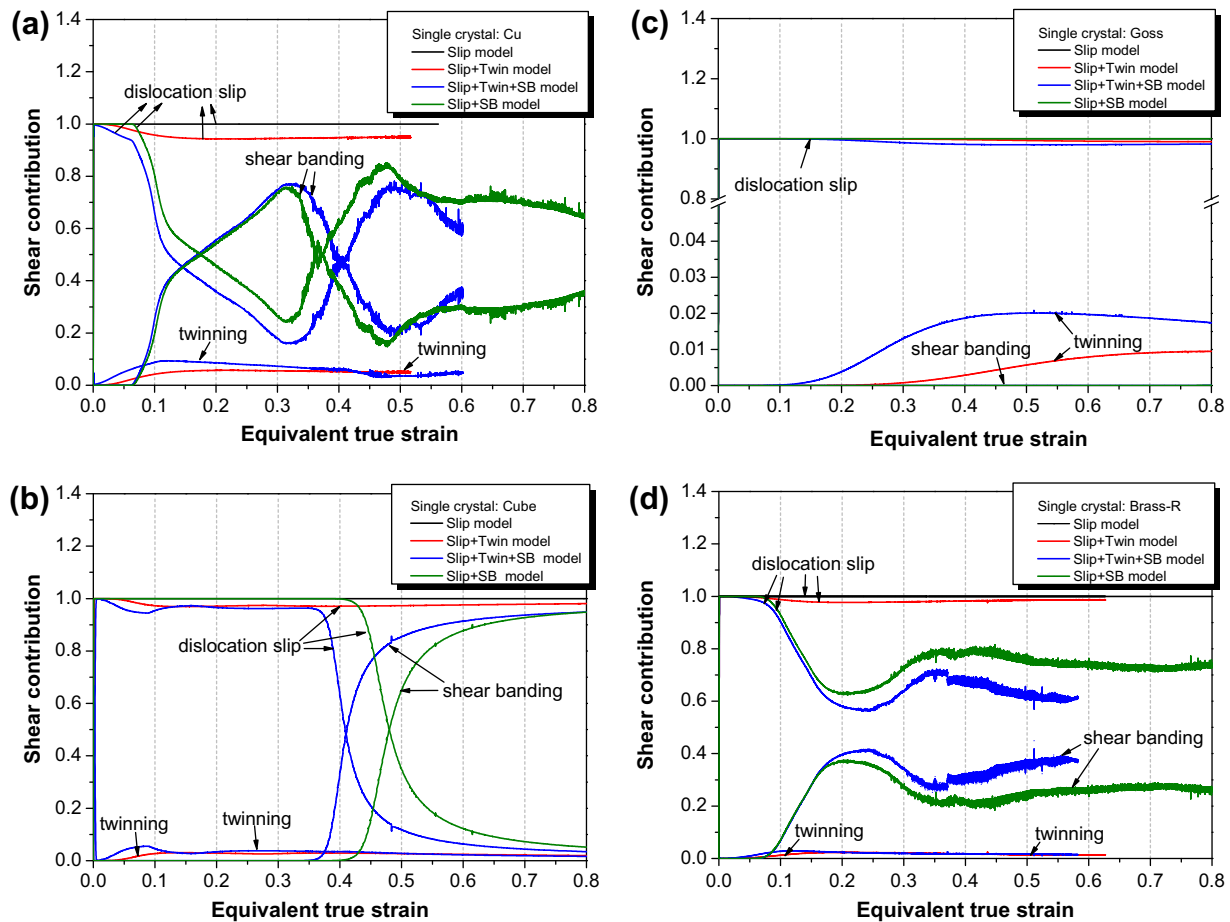 (a)
Single crystal: Cu
Slip model
Slip+Twin model
Slip+Twin+SB model
Slip+SB model
dislocation slip
shear banding
twinning
twinning
Shear contribution
1.4
1.2
1.0
0.8
0.6
0.4
0.2
0.0
0.0 0.1 0.2 0.3 0.4 0.5 0.6 0.7 0.8
Equivalent true strain
(c)
Single crystal: Goss
Slip model
Slip+Twin model
Slip+Twin+SB model
Slip+SB model
dislocation slip
twinning
shear banding
Shear contribution
1.4
1.2
1.0
0.8
0.04
0.03
0.02
0.01
0.00
0.0 0.1 0.2 0.3 0.4 0.5 0.6 0.7 0.8
Equivalent true strain
(b)
Single crystal: Cube
Slip model
Slip+Twin model
Slip+Twin+SB model
Slip+SB model
dislocation slip
shear banding
twinning
twinning
Shear contribution
1.4
1.2
1.0
0.8
0.6
0.4
0.2
0.0
0.0 0.1 0.2 0.3 0.4 0.5 0.6 0.7 0.8
Equivalent true strain
(d)
Single crystal: Brass-R
Slip model
Slip+Twin model
Slip+Twin+SB model
Slip+SB model
dislocation slip
shear banding
twinning
twinning
Shear contribution
1.4
1.2
1.0
0.8
0.6
0.4
0.2
0.0
0.0 0.1 0.2 0.3 0.4 0.5 0.6 0.7 0.8
Equivalent true strain